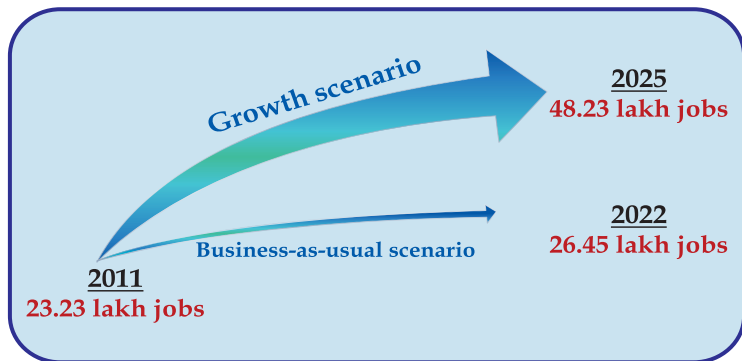 Growth scenario
2025
48.23 lakh jobs
2022
26.45 lakh jobs
Business-as-usual scenario
2011
23.23 lakh jobs